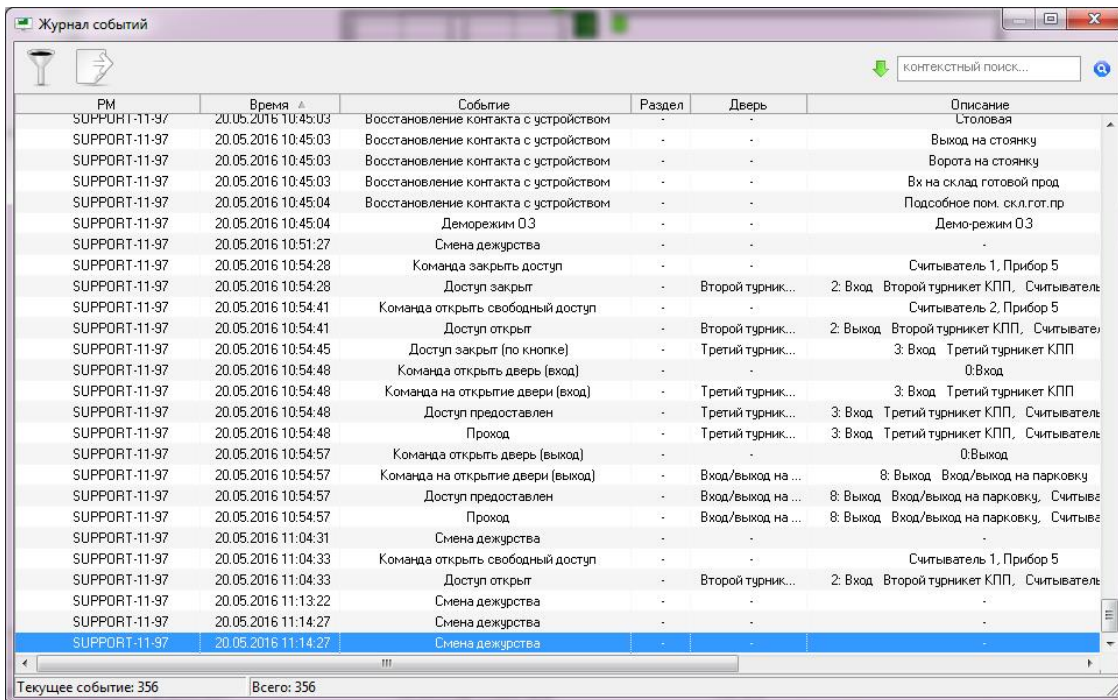 Журнал событий
контекстный поиск...
РМ Время Событие Раздел Дверь Описание
SUPPORT-11-97 20.05.2016 10:45:03 Восстановление контакта с устройством - - Столовая
SUPPORT-11-97 20.05.2016 10:45:03 Восстановление контакта с устройством - - Выход на стоянку
SUPPORT-11-97 20.05.2016 10:45:03 Восстановление контакта с устройством - - Ворота на стоянку
SUPPORT-11-97 20.05.2016 10:45:03 Восстановление контакта с устройством - - Вх на склад готовой прод
SUPPORT-11-97 20.05.2016 10:45:04 Восстановление контакта с устройством - - Подсобное пом. скл.гот.пр
SUPPORT-11-97 20.05.2016 10:45:04 Деморежим ОЗ - - Демо-режим ОЗ
SUPPORT-11-97 20.05.2016 10:51:27 Смена дежурства - - -
SUPPORT-11-97 20.05.2016 10:54:28 Команда закрыть доступ - - Считыватель 1, Прибор 5
SUPPORT-11-97 20.05.2016 10:54:28 Доступ закрыт - Второй турник... 2: Вход Второй турникет КПП, Считыватель
SUPPORT-11-97 20.05.2016 10:54:41 Команда открыть свободный доступ - - Считыватель 2, Прибор 5
SUPPORT-11-97 20.05.2016 10:54:41 Доступ открыт - Второй турник... 2: Выход Второй турникет КПП, Считывател
SUPPORT-11-97 20.05.2016 10:54:45 Доступ закрыт (по кнопке) - Третий турник... 3: Вход Третий турникет КПП
SUPPORT-11-97 20.05.2016 10:54:48 Команда открыть дверь (вход) - - 0:Вход
SUPPORT-11-97 20.05.2016 10:54:48 Команда на открытие двери (вход) - Третий турник... 3: Вход Третий турникет КПП
SUPPORT-11-97 20.05.2016 10:54:48 Доступ предоставлен - Третий турник... 3: Вход Третий турникет КПП, Считыватель
SUPPORT-11-97 20.05.2016 10:54:48 Проход - Третий турник... 3: Вход Третий турникет КПП, Считыватель
SUPPORT-11-97 20.05.2016 10:54:57 Команда открыть дверь (выход) - - 0:Выход
SUPPORT-11-97 20.05.2016 10:54:57 Команда на открытие двери (выход) - Вход/выход на ... 8: Выход Вход/выход на парковку
SUPPORT-11-97 20.05.2016 10:54:57 Доступ предоставлен - Вход/выход на ... 8: Выход Вход/выход на парковку, Считыва
SUPPORT-11-97 20.05.2016 10:54:57 Проход - Вход/выход на ... 8: Выход Вход/выход на парковку, Считыва
SUPPORT-11-97 20.05.2016 11:04:31 Смена дежурства - - -
SUPPORT-11-97 20.05.2016 11:04:33 Команда открыть свободный доступ - - Считыватель 1, Прибор 5
SUPPORT-11-97 20.05.2016 11:04:33 Доступ открыт - Второй турник... 2: Вход Второй турникет КПП, Считыватель
SUPPORT-11-97 20.05.2016 11:13:22 Смена дежурства - - -
SUPPORT-11-97 20.05.2016 11:14:27 Смена дежурства - - -
SUPPORT-11-97 20.05.2016 11:14:27 Смена дежурства - - -
Текущее событие: 356 Всего: 356